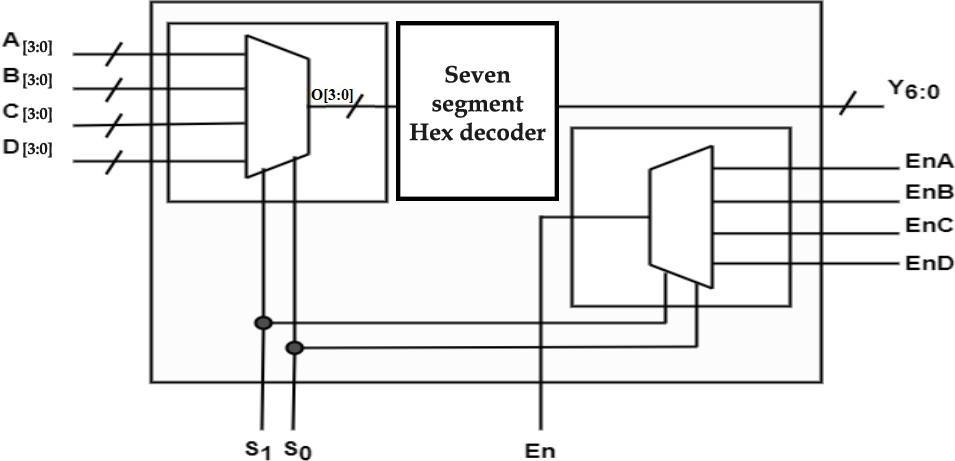 A[3:0]
B[3:0]
C[3:0]
D[3:0]
O[3:0]
Seven
segment
Hex decoder
Y6:0
EnA
EnB
EnC
EnD
S1 S0
En